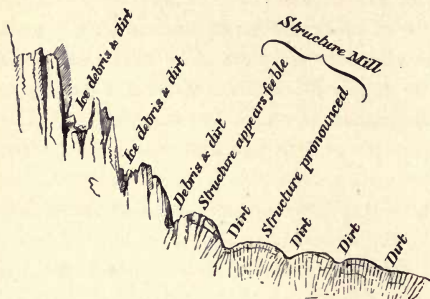 Structure Mill
Ice debris & dirt
Ice debris & dirt
Debris & dirt
Structure appears feeble
Dirt
Structure pronounced
Dirt
Dirt
Dirt